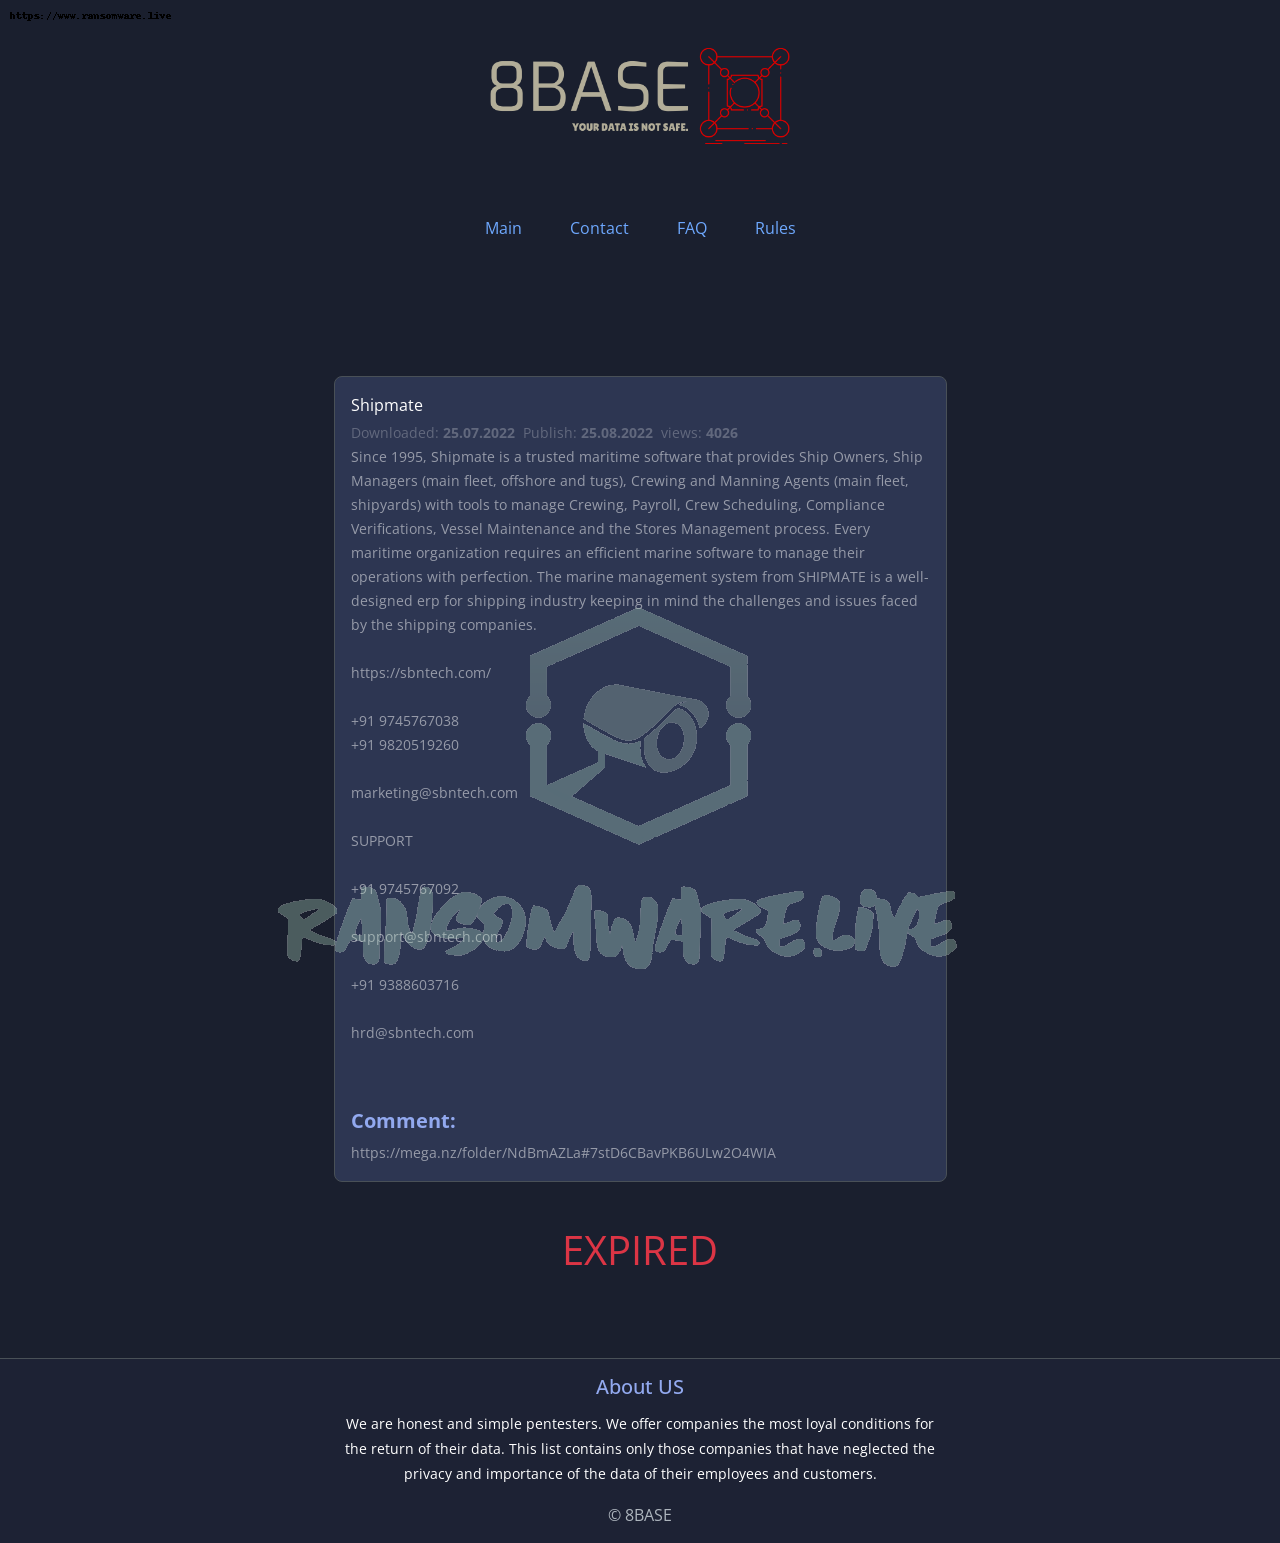 https://www.ransomware.live
8BASE
YOUR DATA IS NOT SAFE.
Main Contact FAQ Rules
Shipmate
Downloaded: 25.07.2022 Publish: 25.08.2022 views: 4026
Since 1995, Shipmate is a trusted maritime software that provides Ship Owners, Ship
Managers (main fleet, offshore and tugs), Crewing and Manning Agents (main fleet,
shipyards) with tools to manage Crewing, Payroll, Crew Scheduling, Compliance
Verifications, Vessel Maintenance and the Stores Management process. Every
maritime organization requires an efficient marine software to manage their
operations with perfection. The marine management system from SHIPMATE is a well-
designed erp for shipping industry keeping in mind the challenges and issues faced
by the shipping companies.
https://sbntech.com/
+91 9745767038
+91 9820519260
marketing@sbntech.com
SUPPORT
+91 9745767092
RANSOMWARE.LIVE
support@sbntech.com
+91 9388603716
hrd@sbntech.com
Comment:
https://mega.nz/folder/NdBmAZLa#7stD6CBavPKB6ULw2O4WIA
EXPIRED
About US
We are honest and simple pentesters. We offer companies the most loyal conditions for
the return of their data. This list contains only those companies that have neglected the
privacy and importance of the data of their employees and customers.
© 8BASE